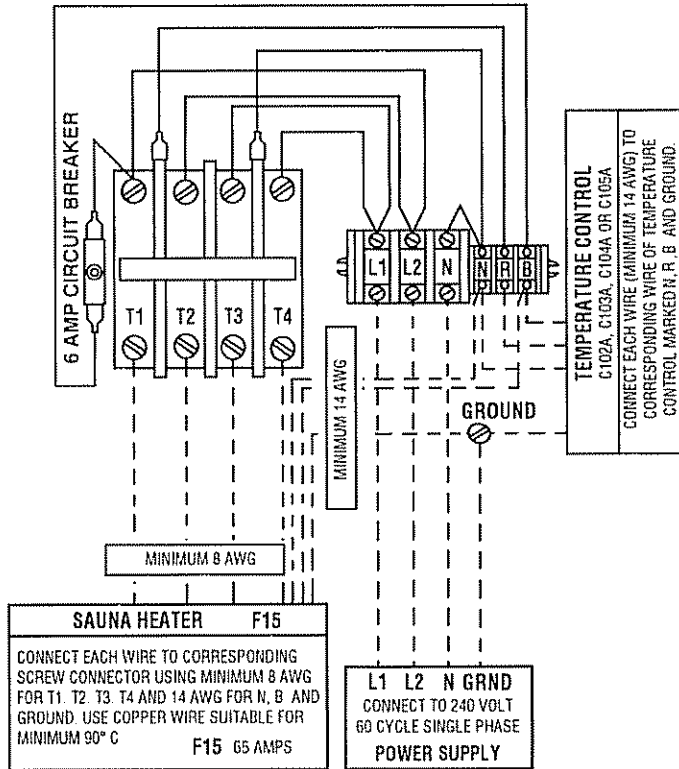 6 AMP CIRCUIT BREAKER
T1 T2 T3 T4
L1 L2 N N R B
TEMPERATURE CONTROL
C102A, C103A, C104A OR C105A
CONNECT EACH WIRE (MINIMUM 14 AWG) TO
CORRESPONDING WIRE OF TEMPERATURE
CONTROL MARKED N, R, B AND GROUND.
MINIMUM 14 AWG
GROUND
MINIMUM 8 AWG
SAUNA HEATER F15
CONNECT EACH WIRE TO CORRESPONDING
SCREW CONNECTOR USING MINIMUM 8 AWG
FOR T1. T2. T3. T4 AND 14 AWG FOR N, B AND
GROUND. USE COPPER WIRE SUITABLE FOR
MINIMUM 90° C
F15 65 AMPS
L1 L2 N GRND
CONNECT TO 240 VOLT
60 CYCLE SINGLE PHASE
POWER SUPPLY